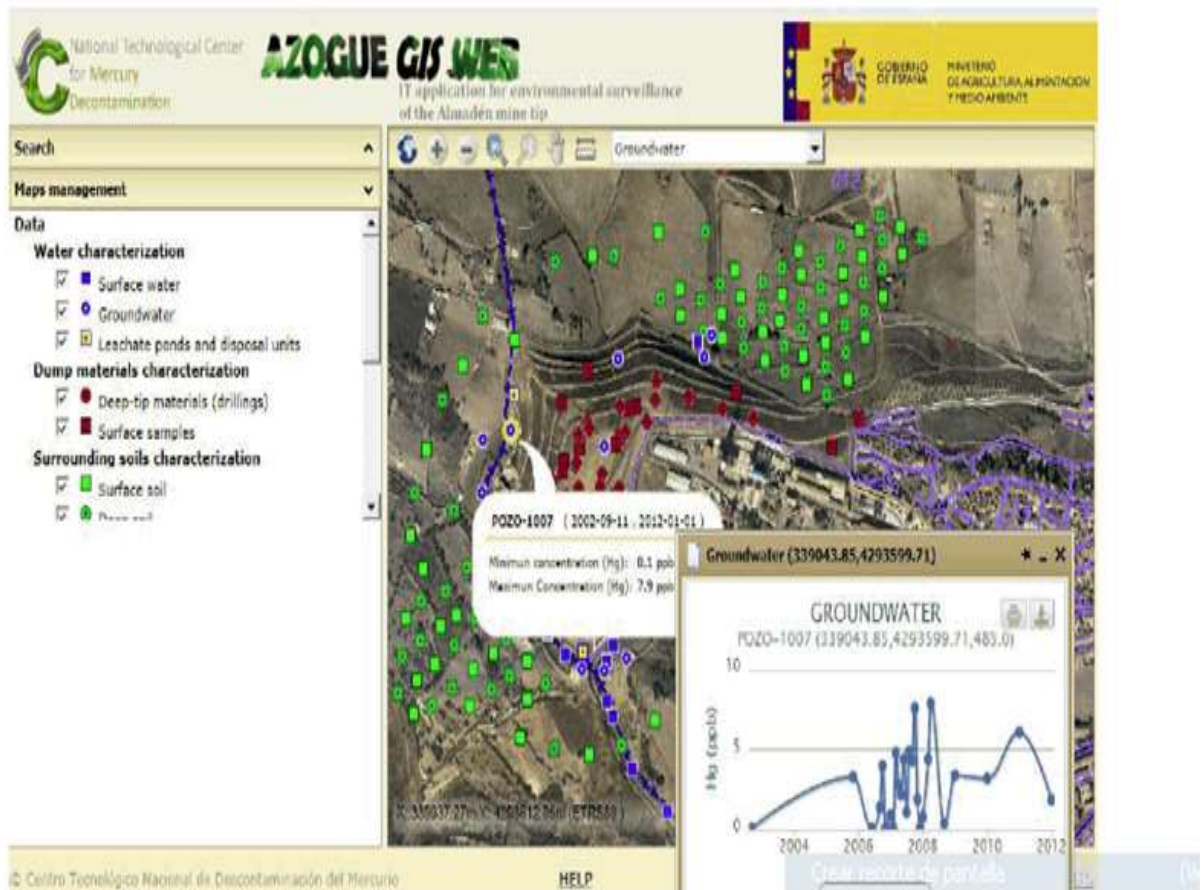 National Technological Center
for Mercury
Decontamination
AZOGUE GIS WEB
IT application for environmental surveillance
of the Almadén mine tip
GOBIERNO
DE ESPAÑA
MINISTERIO
DE AGRICULTURA, ALIMENTACIÓN
Y MEDIO AMBIENTE
Search
Maps management
Groundwater
Data
Water characterization
Surface water
Groundwater
Leachate ponds and disposal units
Dump materials characterization
Deep-tip materials (drillings)
Surface samples
Surrounding soils characterization
Surface soil
POZO-1007 ( 2002-09-11 , 2012-01-01 )
Minimun concentration (Hg): 0.1 ppb
Maximun Concentration (Hg): 7.9 ppb
Groundwater (339043.85,4293599.71)
GROUNDWATER
POZO-1007 (339043.85,4293599.71,485.0)
Hg (ppb)
10
5
0
2004 2006 2008 2010 2012
Crear reporte de pantalla
© Centro Tecnológico Nacional de Descontaminación del Mercurio
HELP